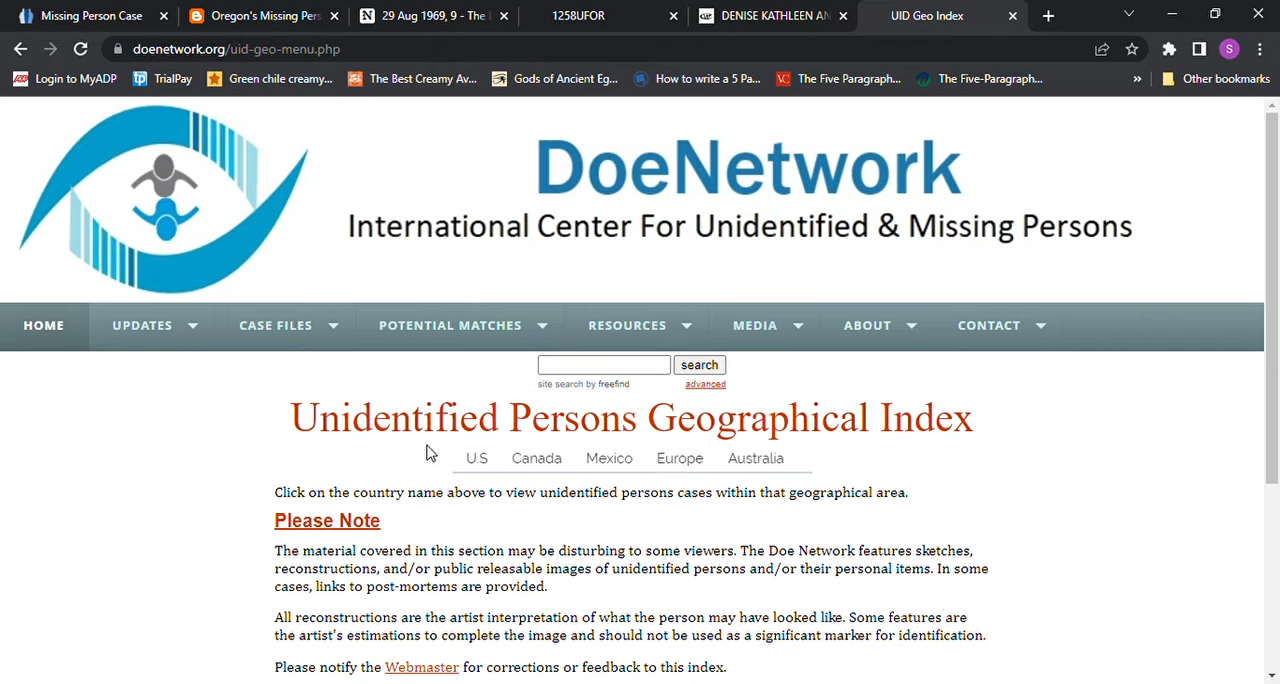 Missing Person Case
Oregon's Missing Pers
29 Aug 1969, 9 - The L
1258UFOR
DENISE KATHLEEN AN
UID Geo Index
doenetwork.org/uid-geo-menu.php
S
Login to MyADP
TrialPay
Green chile creamy...
The Best Creamy Av...
Gods of Ancient Eg...
How to write a 5 Pa...
The Five Paragraph...
The Five-Paragraph...
»
Other bookmarks
DoeNetwork
International Center For Unidentified & Missing Persons
HOME
UPDATES
CASE FILES
POTENTIAL MATCHES
RESOURCES
MEDIA
ABOUT
CONTACT
search
site search by freefind
advanced
Unidentified Persons Geographical Index
U.S Canada Mexico Europe Australia
Click on the country name above to view unidentified persons cases within that geographical area.
Please Note
The material covered in this section may be disturbing to some viewers. The Doe Network features sketches,
reconstructions, and/or public releasable images of unidentified persons and/or their personal items. In some
cases, links to post-mortems are provided.
All reconstructions are the artist interpretation of what the person may have looked like. Some features are
the artist's estimations to complete the image and should not be used as a significant marker for identification.
Please notify the Webmaster for corrections or feedback to this index.